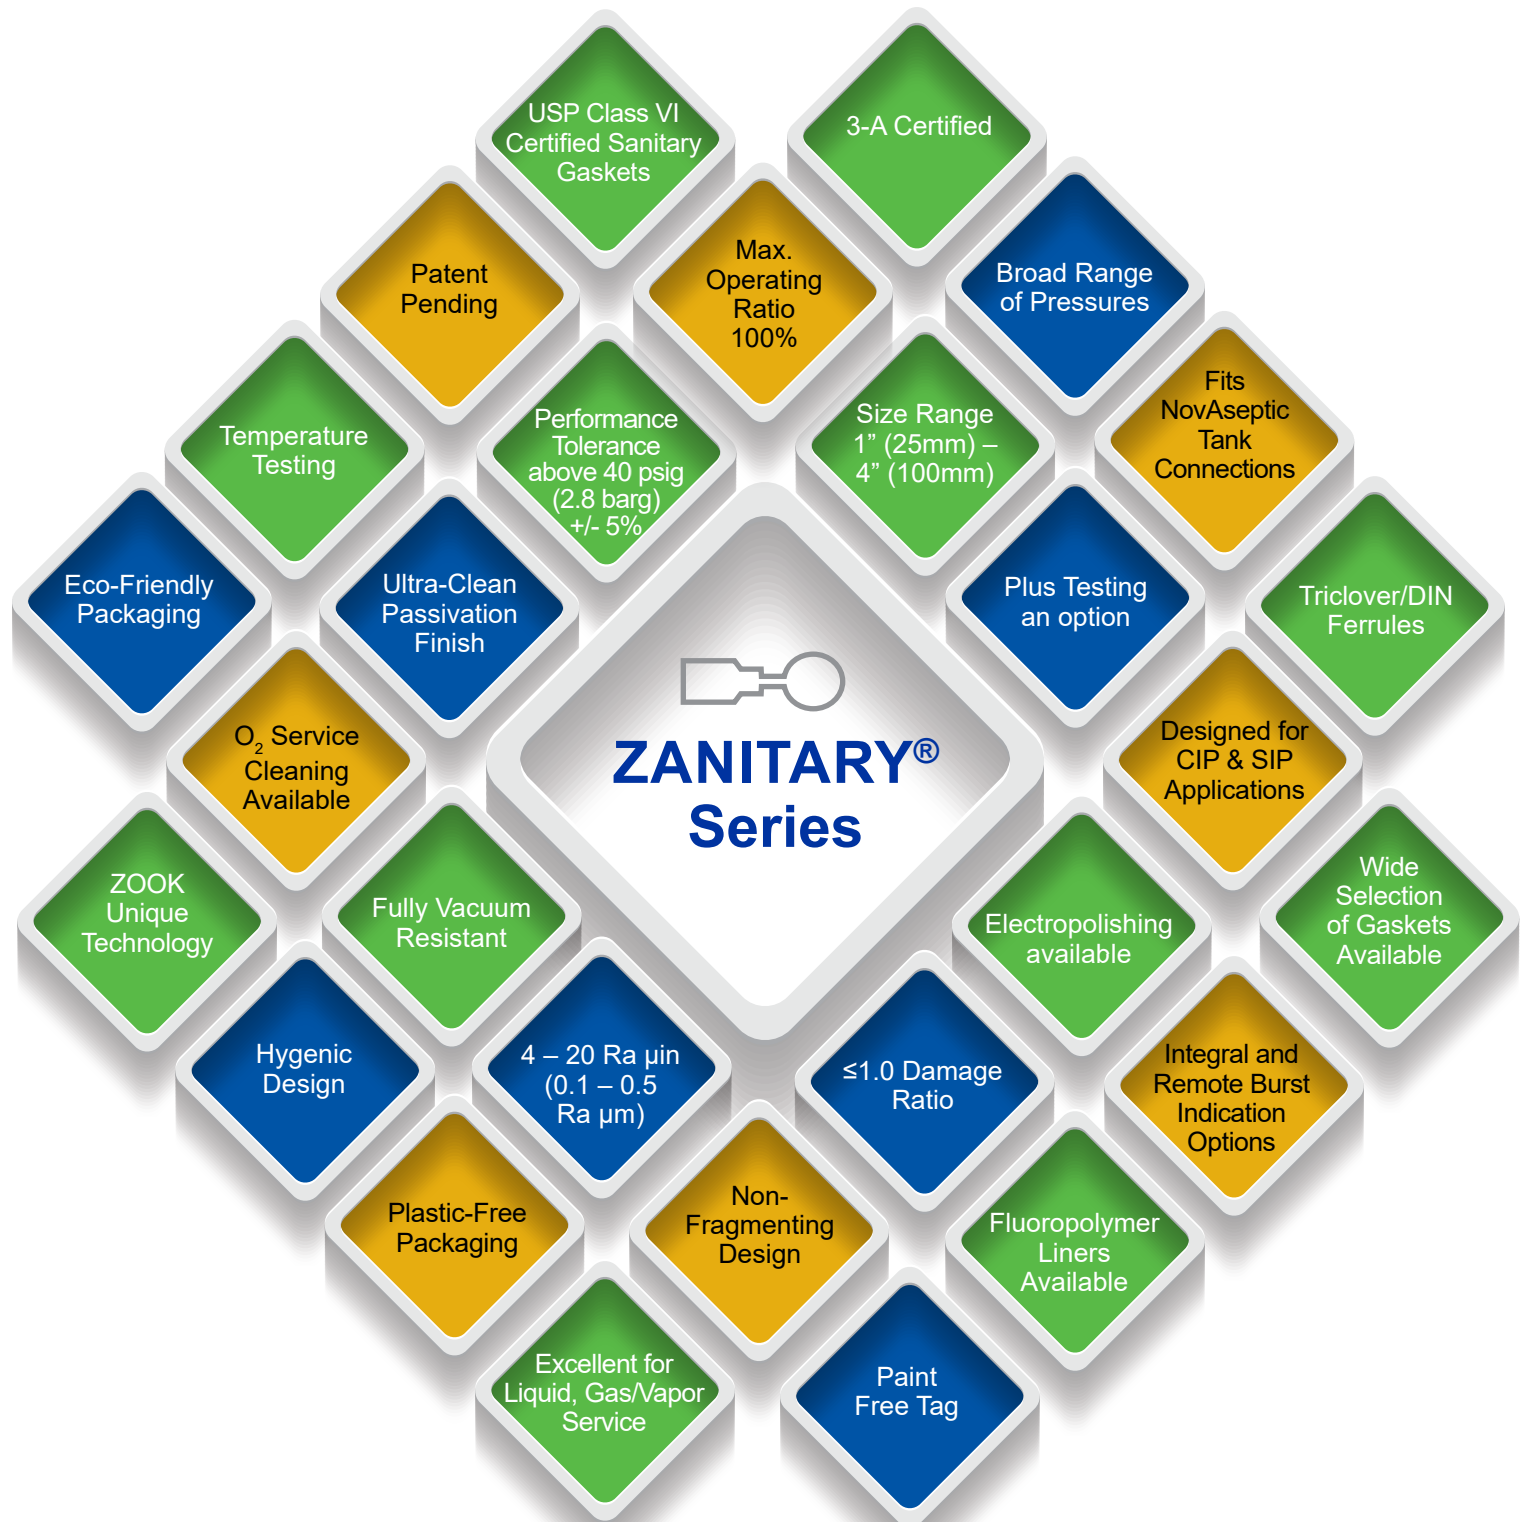 USP Class VI
Certified Sanitary
Gaskets
3-A Certified
Patent
Pending
Max.
Operating
Ratio
100%
Broad Range
of Pressures
Temperature
Testing
Performance
Tolerance
above 40 psig
(2.8 barg)
+/- 5%
Size Range
1” (25mm) –
4” (100mm)
Fits
NovAseptic
Tank
Connections
Eco-Friendly
Packaging
Ultra-Clean
Passivation
Finish
Plus Testing
an option
Triclover/DIN
Ferrules
O₂ Service
Cleaning
Available
ZANITARY®
Series
Designed for
CIP & SIP
Applications
ZOOK
Unique
Technology
Fully Vacuum
Resistant
Electropolishing
available
Wide
Selection
of Gaskets
Available
Hygenic
Design
4 – 20 Ra µin
(0.1 – 0.5
Ra µm)
≤1.0 Damage
Ratio
Integral and
Remote Burst
Indication
Options
Plastic-Free
Packaging
Non-
Fragmenting
Design
Fluoropolymer
Liners
Available
Excellent for
Liquid, Gas/Vapor
Service
Paint
Free Tag